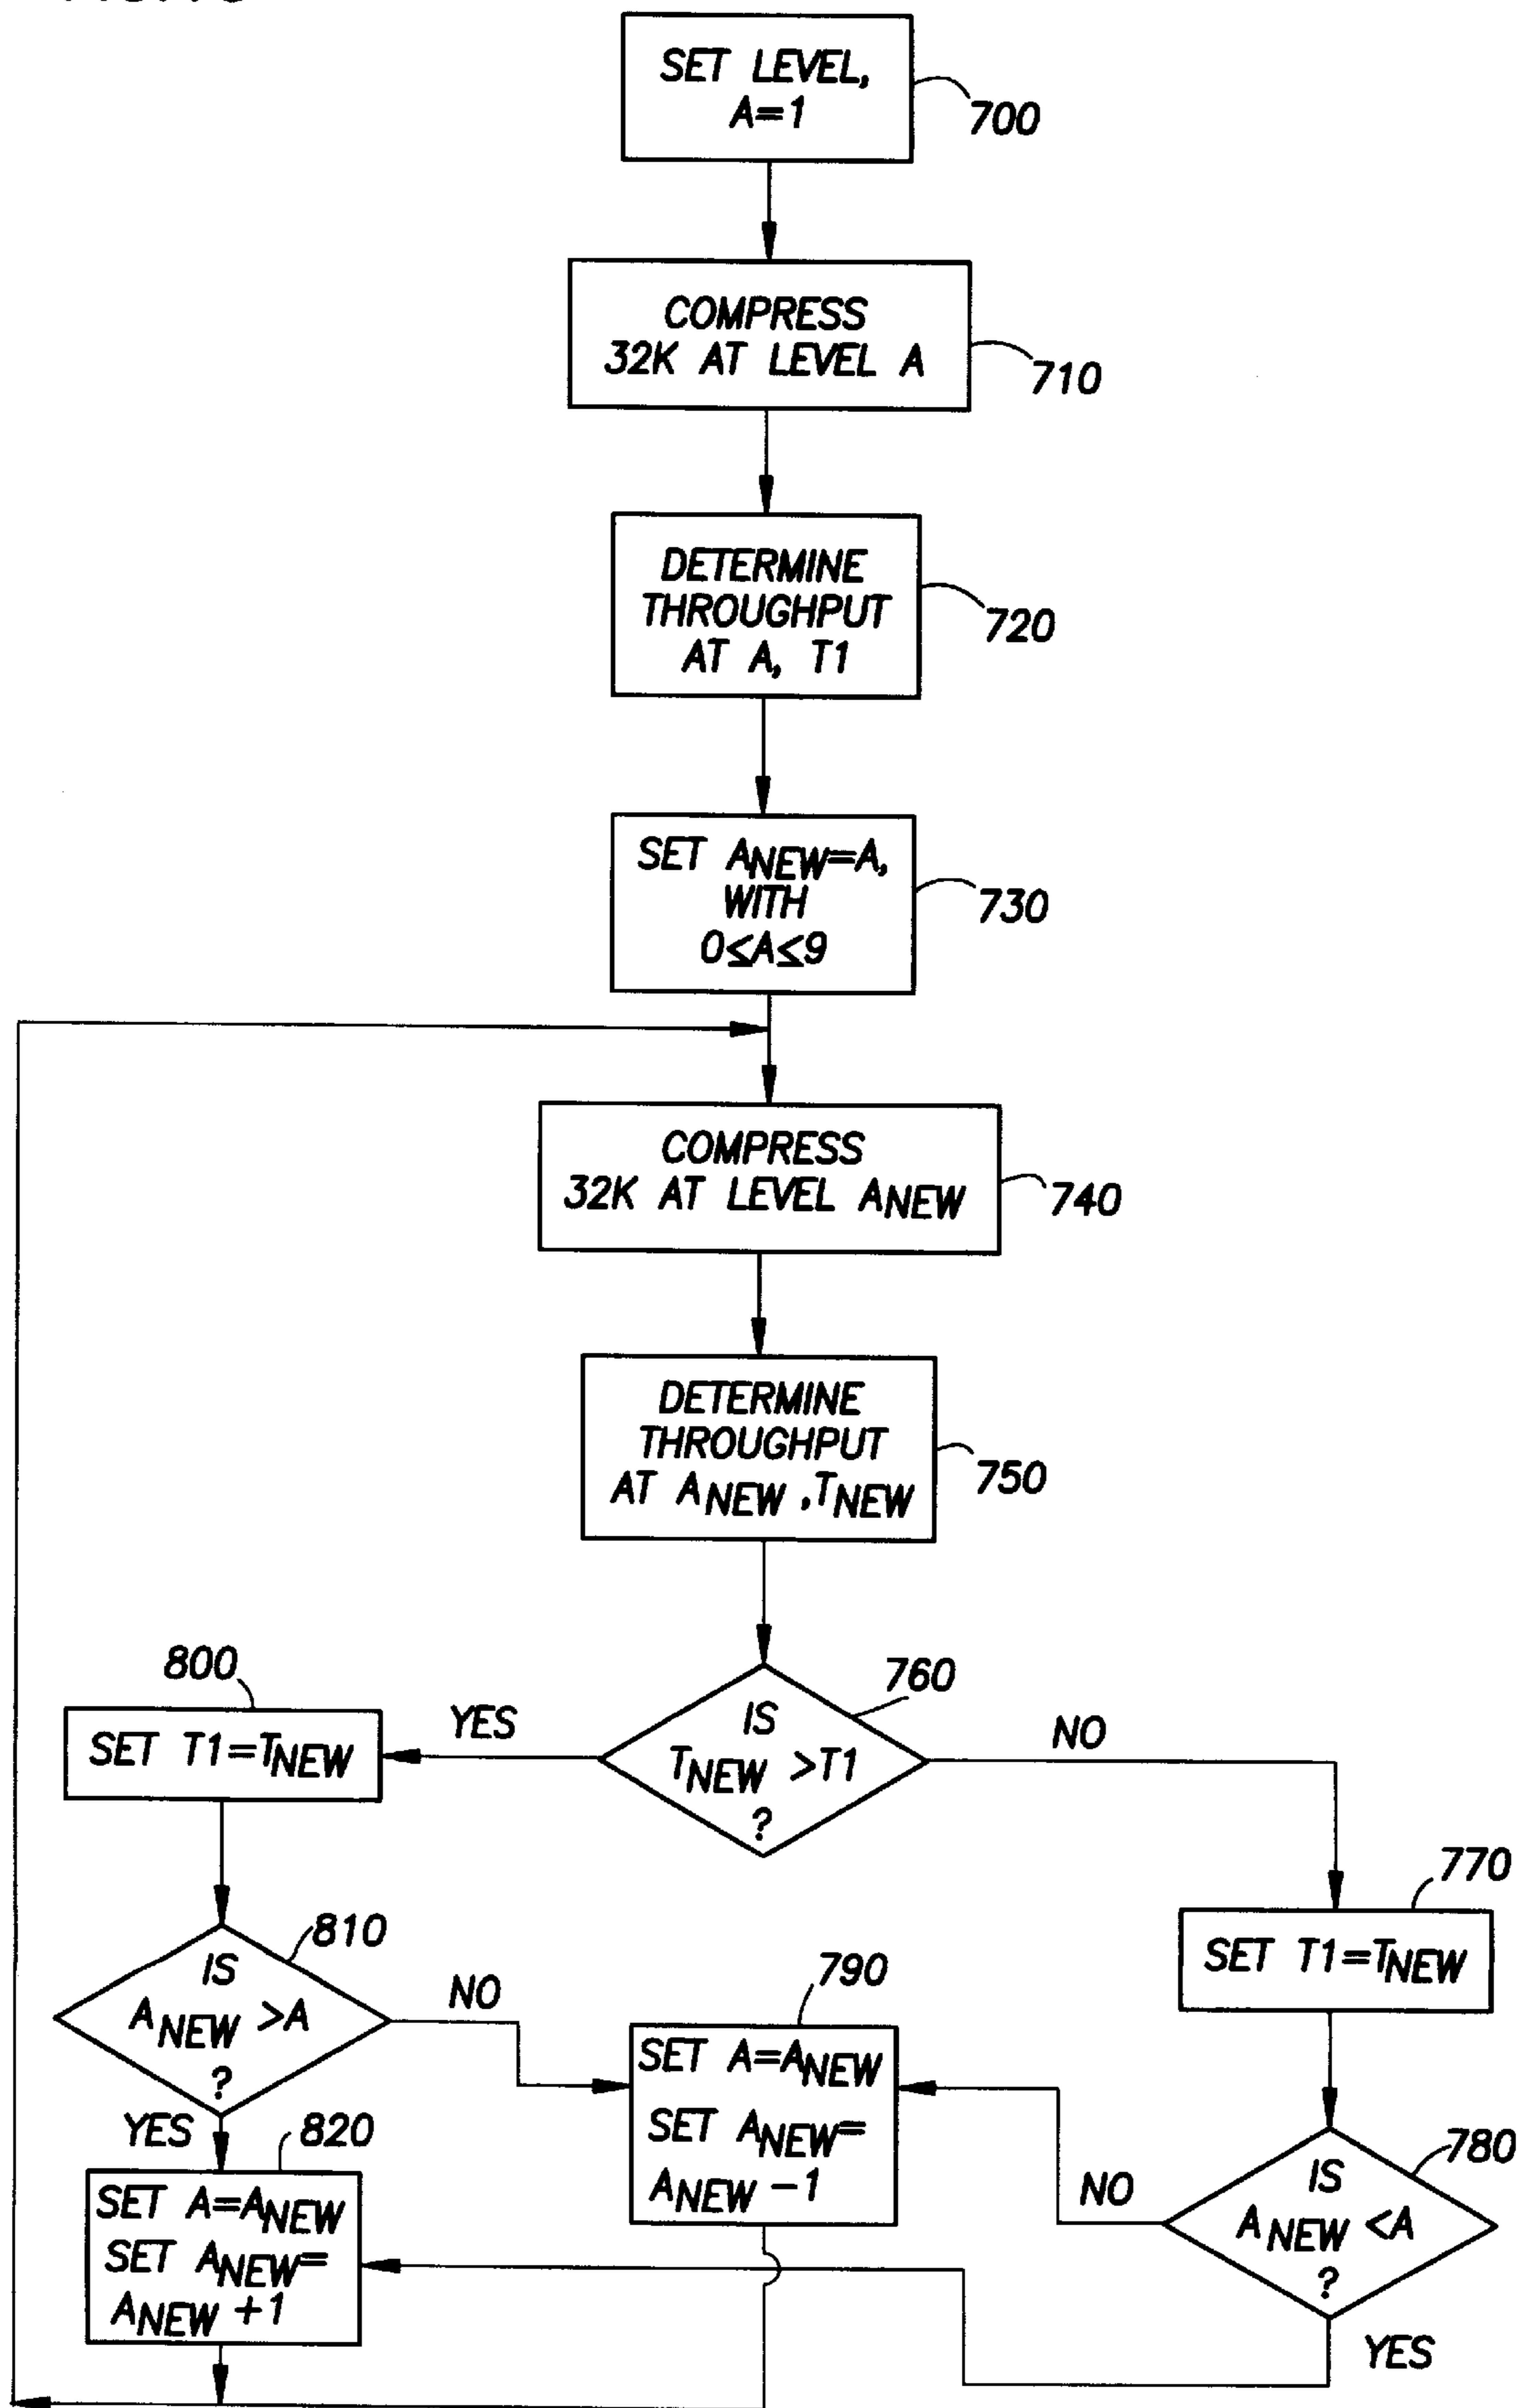 SET LEVEL,
A=1
700
COMPRESS
32K AT LEVEL A
710
DETERMINE
THROUGHPUT
AT A, T1
720
SET ANEW=A,
WITH
0≤A≤9
730
COMPRESS
32K AT LEVEL ANEW
740
DETERMINE
THROUGHPUT
AT ANEW ,TNEW
750
IS
TNEW >T1
?
760
YES
NO
800
SET T1=TNEW
770
SET T1=TNEW
810
IS
ANEW >A
?
NO
YES
790
SET A=ANEW
SET ANEW=
ANEW -1
780
IS
ANEW <A
?
NO
YES
820
SET A=ANEW
SET ANEW=
ANEW +1